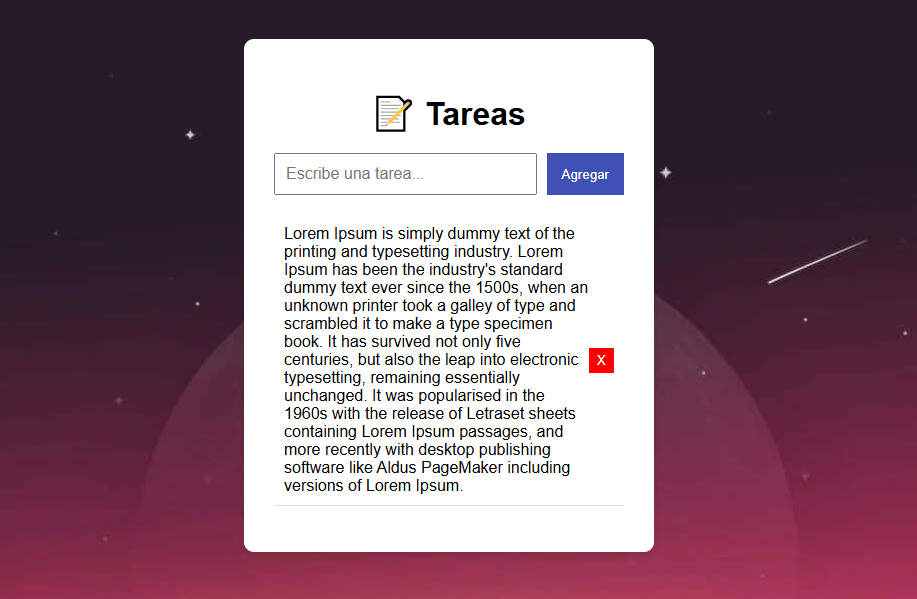 Tareas
Escribe una tarea...
Agregar
Lorem Ipsum is simply dummy text of the
printing and typesetting industry. Lorem
Ipsum has been the industry's standard
dummy text ever since the 1500s, when an
unknown printer took a galley of type and
scrambled it to make a type specimen
book. It has survived not only five
centuries, but also the leap into electronic
X
typesetting, remaining essentially
unchanged. It was popularised in the
1960s with the release of Letraset sheets
containing Lorem Ipsum passages, and
more recently with desktop publishing
software like Aldus PageMaker including
versions of Lorem Ipsum.